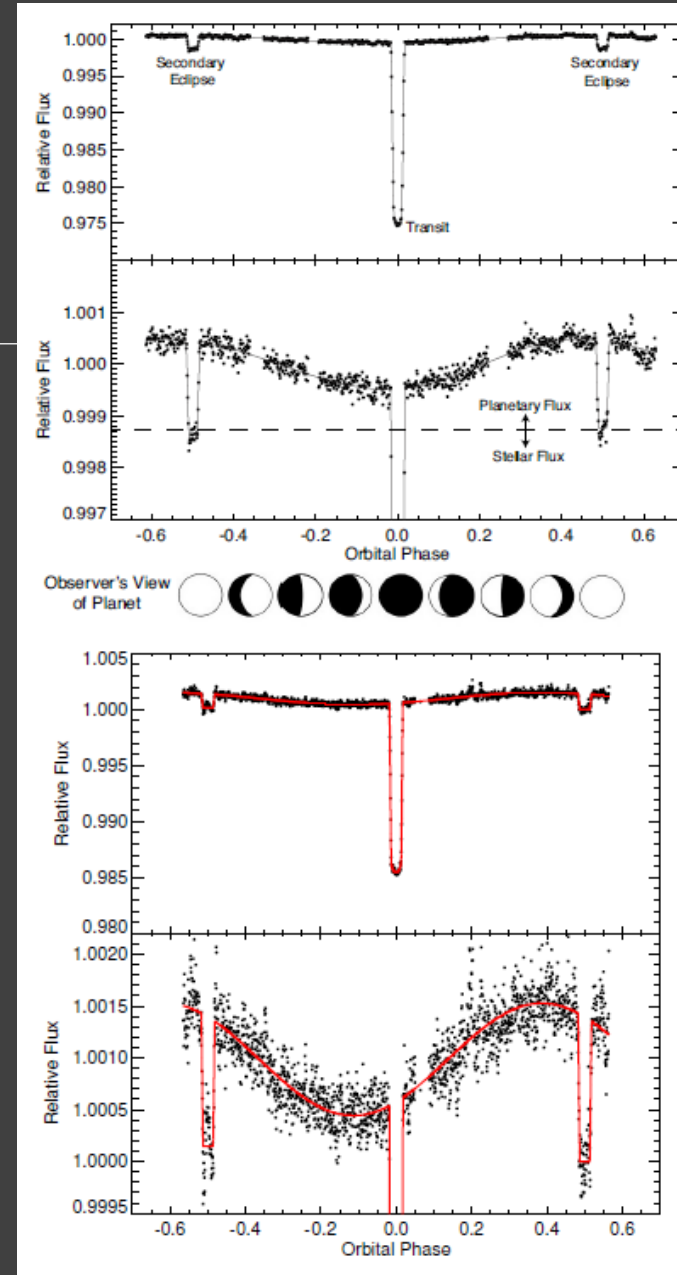 1.000
0.995
0.990
0.985
0.980
0.975
Relative Flux
Secondary
Eclipse
Secondary
Eclipse
Transit
1.001
1.000
0.999
0.998
0.997
Relative Flux
Planetary Flux
Stellar Flux
-0.6 -0.4 -0.2 0.0 0.2 0.4 0.6
Orbital Phase
Observer's View
of Planet
1.005
1.000
0.995
0.990
0.985
0.980
Relative Flux
1.0020
1.0015
1.0010
1.0005
1.0000
0.9995
Relative Flux
-0.6 -0.4 -0.2 0.0 0.2 0.4 0.6
Orbital Phase